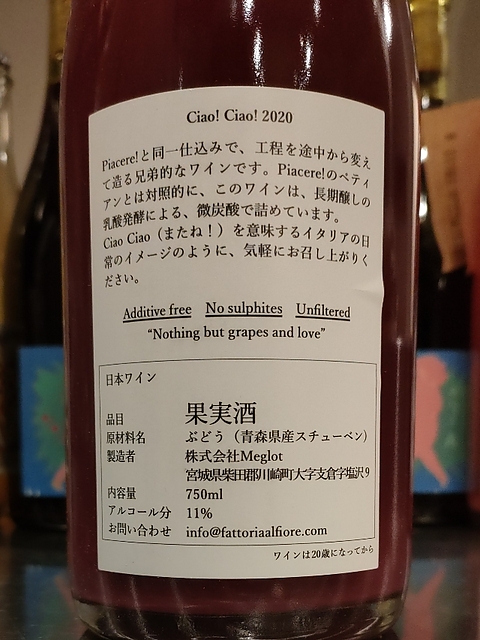 Ciao! Ciao! 2020
Piacere!と同一仕込みで、工程を途中から変え
て造る兄弟的なワインです。Piacere!のペティ
アンとは対照的に、このワインは、長期醸しの
乳酸発酵による、微炭酸で詰めています。
Ciao Ciao（またね！）を意味するイタリアの日
常のイメージのように、気軽にお召し上がりく
ださい。
Additive free No sulphites Unfiltered
“Nothing but grapes and love”
日本ワイン
品目 果実酒
原材料名 ぶどう（青森県産スチューベン）
製造者 株式会社Meglot
宮城県柴田郡川崎町大字支倉字塩沢9
内容量 750ml
アルコール分 11%
お問い合わせ info@fattoriaalfiore.com
ワインは20歳になってから